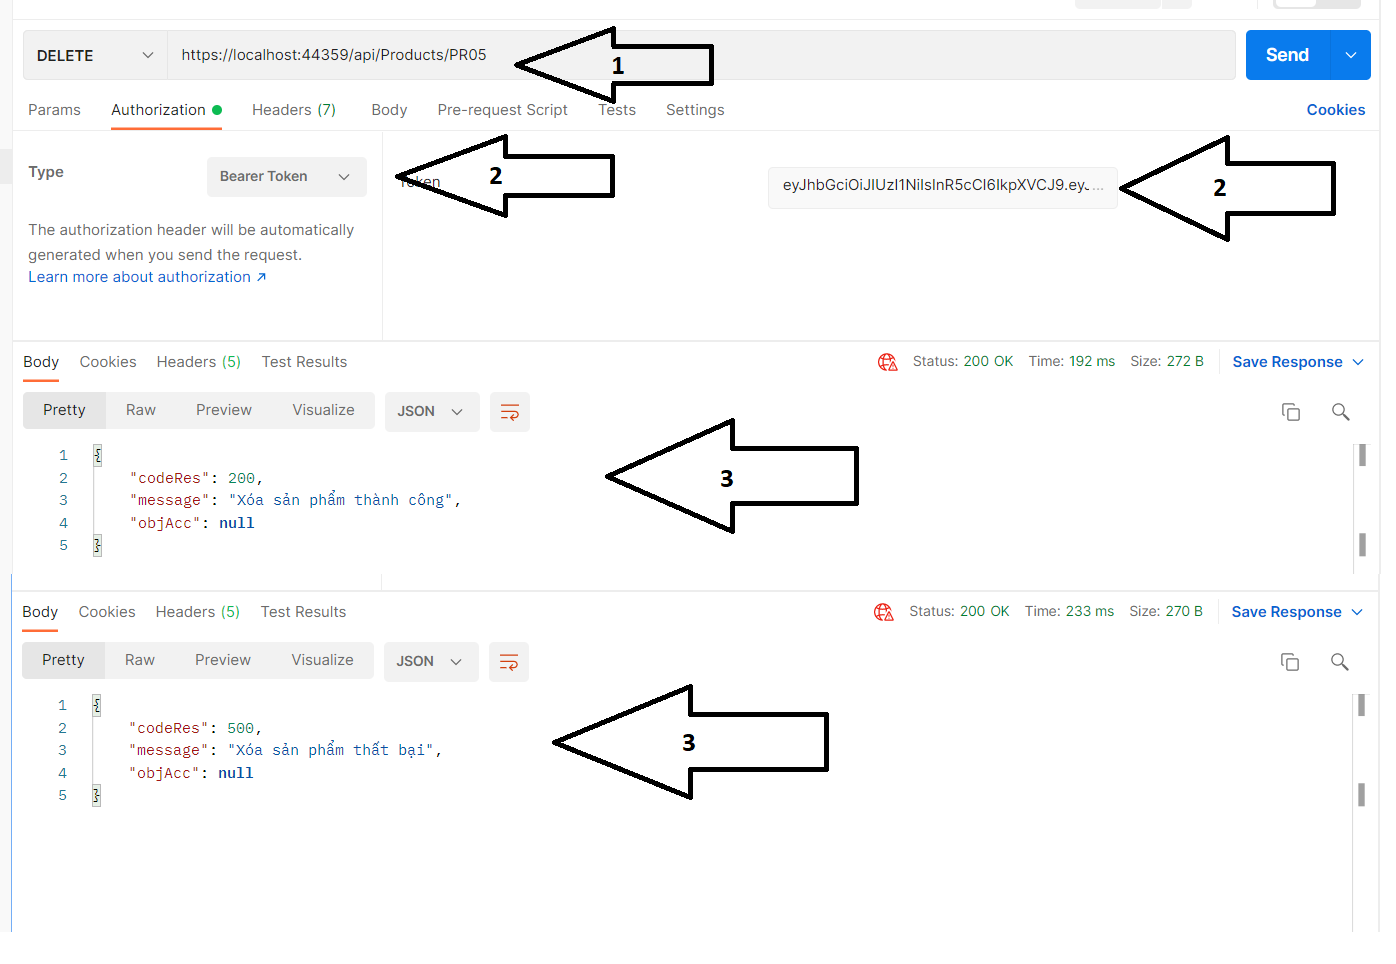 DELETE https://localhost:44359/api/Products/PR05 1 Send
Params Authorization Headers (7) Body Pre-request Script Tests Settings Cookies
Type Bearer Token 2 Token eyJhbGciOiJIUzI1NiIsInR5cCI6IkpXVCJ9.eyJ... 2
The authorization header will be automatically
generated when you send the request.
Learn more about authorization ↗
Body Cookies Headers (5) Test Results Status: 200 OK Time: 192 ms Size: 272 B Save Response
Pretty Raw Preview Visualize JSON
1 {
2 "codeRes": 200,
3 "message": "Xóa sản phẩm thành công",
4 "objAcc": null
5 }
3
Body Cookies Headers (5) Test Results Status: 200 OK Time: 233 ms Size: 270 B Save Response
Pretty Raw Preview Visualize JSON
1 {
2 "codeRes": 500,
3 "message": "Xóa sản phẩm thất bại",
4 "objAcc": null
5 }
3